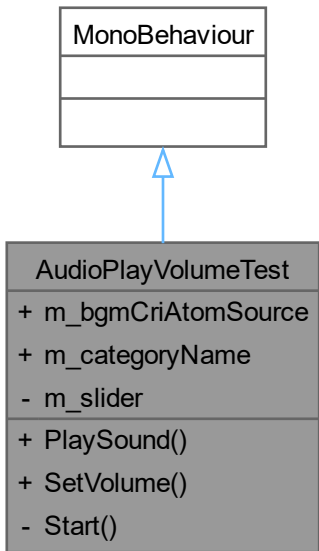 MonoBehaviour
AudioPlayVolumeTest
+ m_bgmCriAtomSource
+ m_categoryName
- m_slider
+ PlaySound()
+ SetVolume()
- Start()